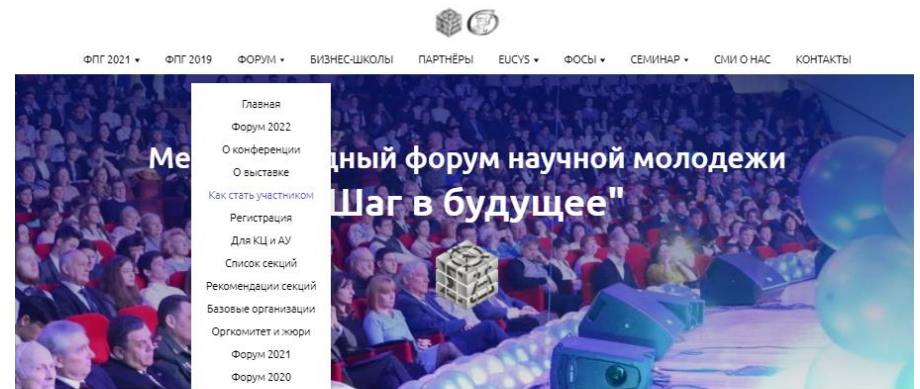 ФПГ 2021 ▾ ФПГ 2019 ФОРУМ ▾ БИЗНЕС-ШКОЛЫ ПАРТНЁРЫ EUCYS ▾ ФОСЫ ▾ СЕМИНАР ▾ СМИ О НАС КОНТАКТЫ
Главная
Форум 2022
О конференции
О выставке
Как стать участником
Регистрация
Для КЦ и АУ
Список секций
Рекомендации секций
Базовые организации
Оргкомитет и жюри
Форум 2021
Форум 2020
Ме дный форум научной молодежи
Шаг в будущее"